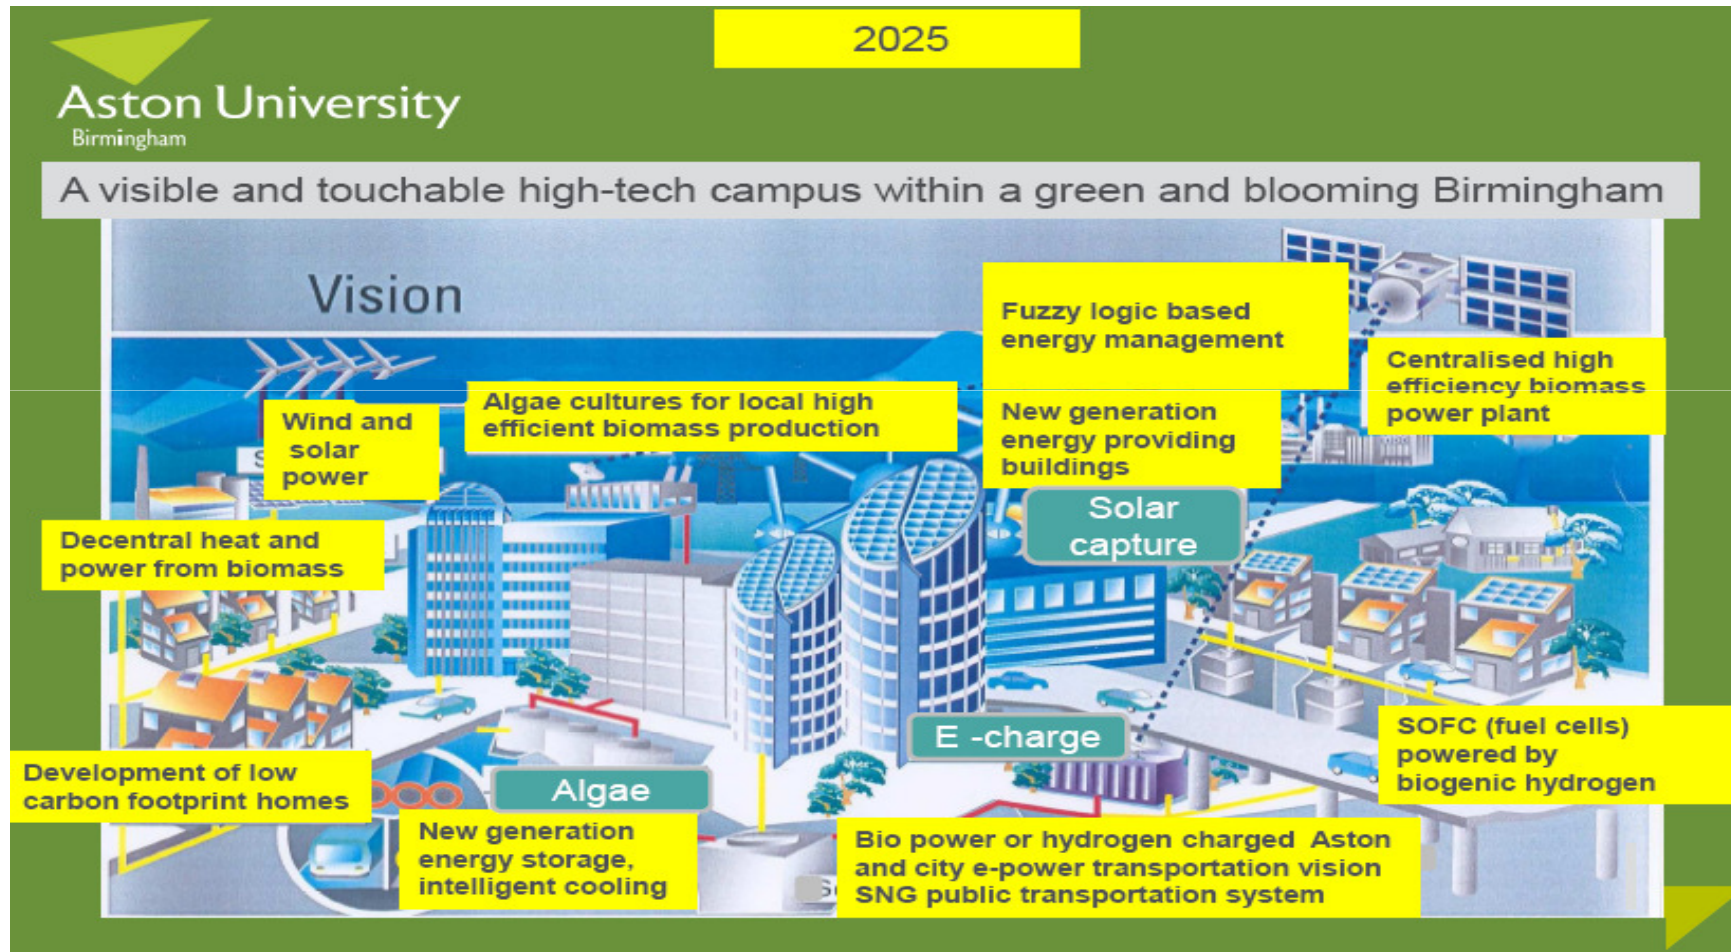 2025
Aston University
Birmingham
A visible and touchable high-tech campus within a green and blooming Birmingham
Vision
Fuzzy logic based
energy management
Centralised high
efficiency biomass
power plant
Algae cultures for local high
efficient biomass production
Wind and
solar
power
New generation
energy providing
buildings
Solar
capture
Decentral heat and
power from biomass
E -charge
SOFC (fuel cells)
powered by
biogenic hydrogen
Development of low
carbon footprint homes
Algae
New generation
energy storage,
intelligent cooling
Bio power or hydrogen charged Aston
and city e-power transportation vision
SNG public transportation system